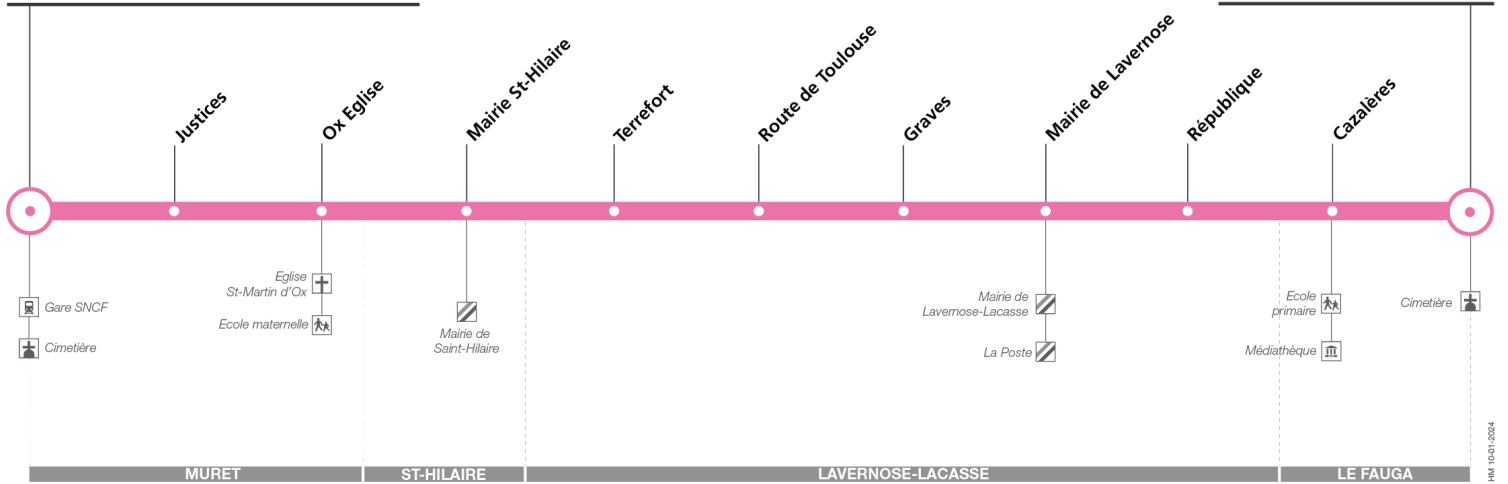 Justices
Ox Eglise
Mairie St-Hilaire
Terrefort
Route de Toulouse
Graves
Mairie de Lavernose
République
Cazalères
Gare SNCF
Cimetière
Eglise
St-Martin d'Ox
Ecole maternelle
Mairie de
Saint-Hilaire
Mairie de
Lavernose-Lacasse
La Poste
Ecole
primaire
Médiathèque
Cimetière
MURET
ST-HILAIRE
LAVERNOSE-LACASSE
LE FAUGA
HM 10-01-2024